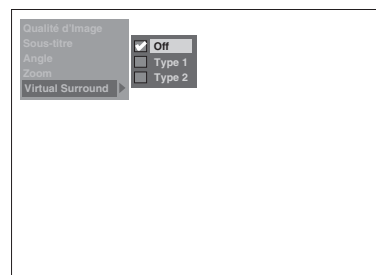 Qualité d'Image
Sous-titre
Angle
Zoom
Virtual Surround
Off
Type 1
Type 2